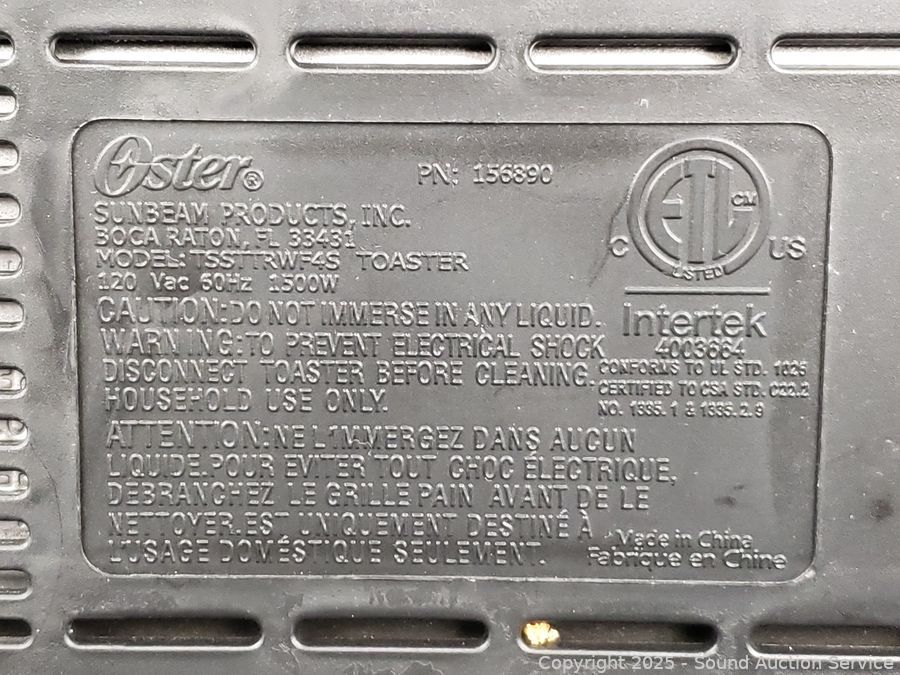 Oster® PN: 156890
SUNBEAM PRODUCTS, INC.
BOCA RATON, FL 33431
MODEL: TSSTTRWF4S TOASTER
120 Vac 60Hz 1500W
CAUTION: DO NOT IMMERSE IN ANY LIQUID.
WARNING: TO PREVENT ELECTRICAL SHOCK
DISCONNECT TOASTER BEFORE CLEANING.
HOUSEHOLD USE ONLY.
ATTENTION: NE L'IMMERGEZ DANS AUCUN
LIQUIDE. POUR EVITER TOUT CHOC ÉLECTRIQUE,
DEBRANCHEZ LE GRILLE PAIN AVANT DE LE
NETTOYER. EST UNIQUEMENT DESTINÉ À
L'USAGE DOMÉSTIQUE SEULEMENT.
ETL CM
LISTED
C US
Intertek
4003664
CONFORMS TO UL STD. 1026
CERTIFIED TO CSA STD. C22.2
NO. 1335.1 & 1335.2.9
Made in China
Fabrique en Chine
Copyright 2025 - Sound Auction Service